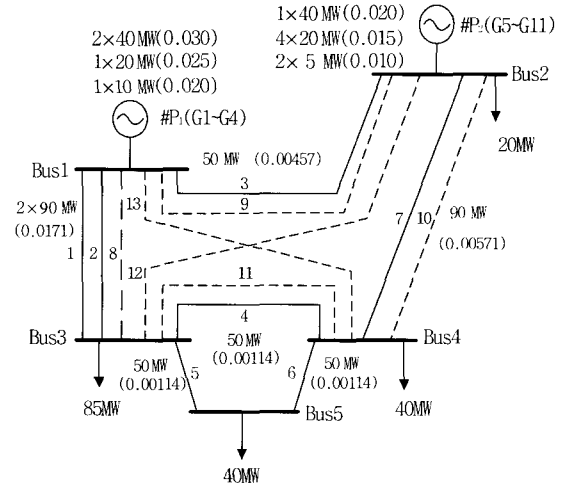 1×40 MW(0.020)
4×20 MW(0.015)
2× 5 MW(0.010)
#P₂(G5~G11)
Bus2
2×40 MW(0.030)
1×20 MW(0.025)
1×10 MW(0.020)
#P₁(G1~G4)
20MW
Bus1
50 MW (0.00457)
3
9
2×90 MW
(0.0171)
1
2
8
13
12
11
7
10
90 MW
(0.00571)
4
Bus3
Bus4
50 MW
(0.00114)
5
50 MW
(0.00114)
6
50 MW
(0.00114)
85MW
40MW
Bus5
40MW